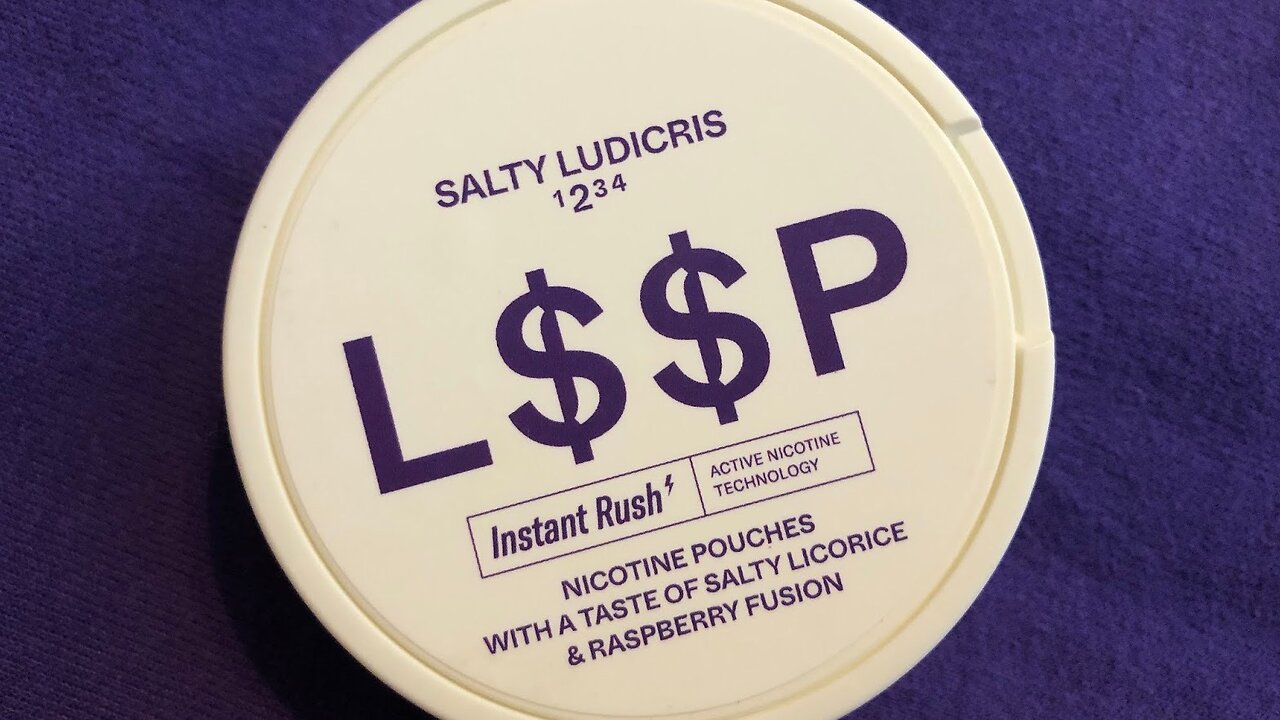 SALTY LUDICRIS
¹2³⁴
L$$P
Instant Rush
ACTIVE NICOTINE
TECHNOLOGY
NICOTINE POUCHES
WITH A TASTE OF SALTY LICORICE
& RASPBERRY FUSION